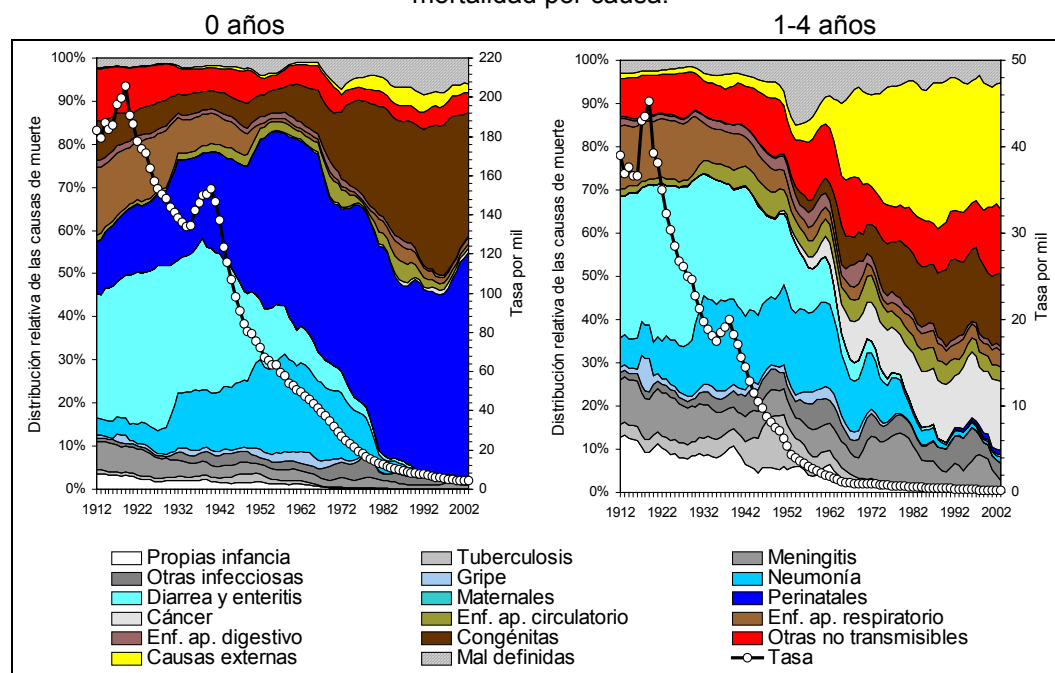 mortalidad por causa.
0 años
1-4 años
Distribución relativa de las causas de muerte
100%
90%
80%
70%
60%
50%
40%
30%
20%
10%
0%
220
200
180
160
140
120
100
80
60
40
20
0
Tasa por mil
1912 1922 1932 1942 1952 1962 1972 1982 1992 2002
Distribución relativa de las causas de muerte
100%
90%
80%
70%
60%
50%
40%
30%
20%
10%
0%
50
40
30
20
10
0
Tasa por mil
1912 1922 1932 1942 1952 1962 1972 1982 1992 2002
Propias infancia
Tuberculosis
Meningitis
Otras infecciosas
Gripe
Neumonía
Diarrea y enteritis
Maternales
Perinatales
Cáncer
Enf. ap. circulatorio
Enf. ap. respiratorio
Enf. ap. digestivo
Congénitas
Otras no transmisibles
Causas externas
Mal definidas
Tasa